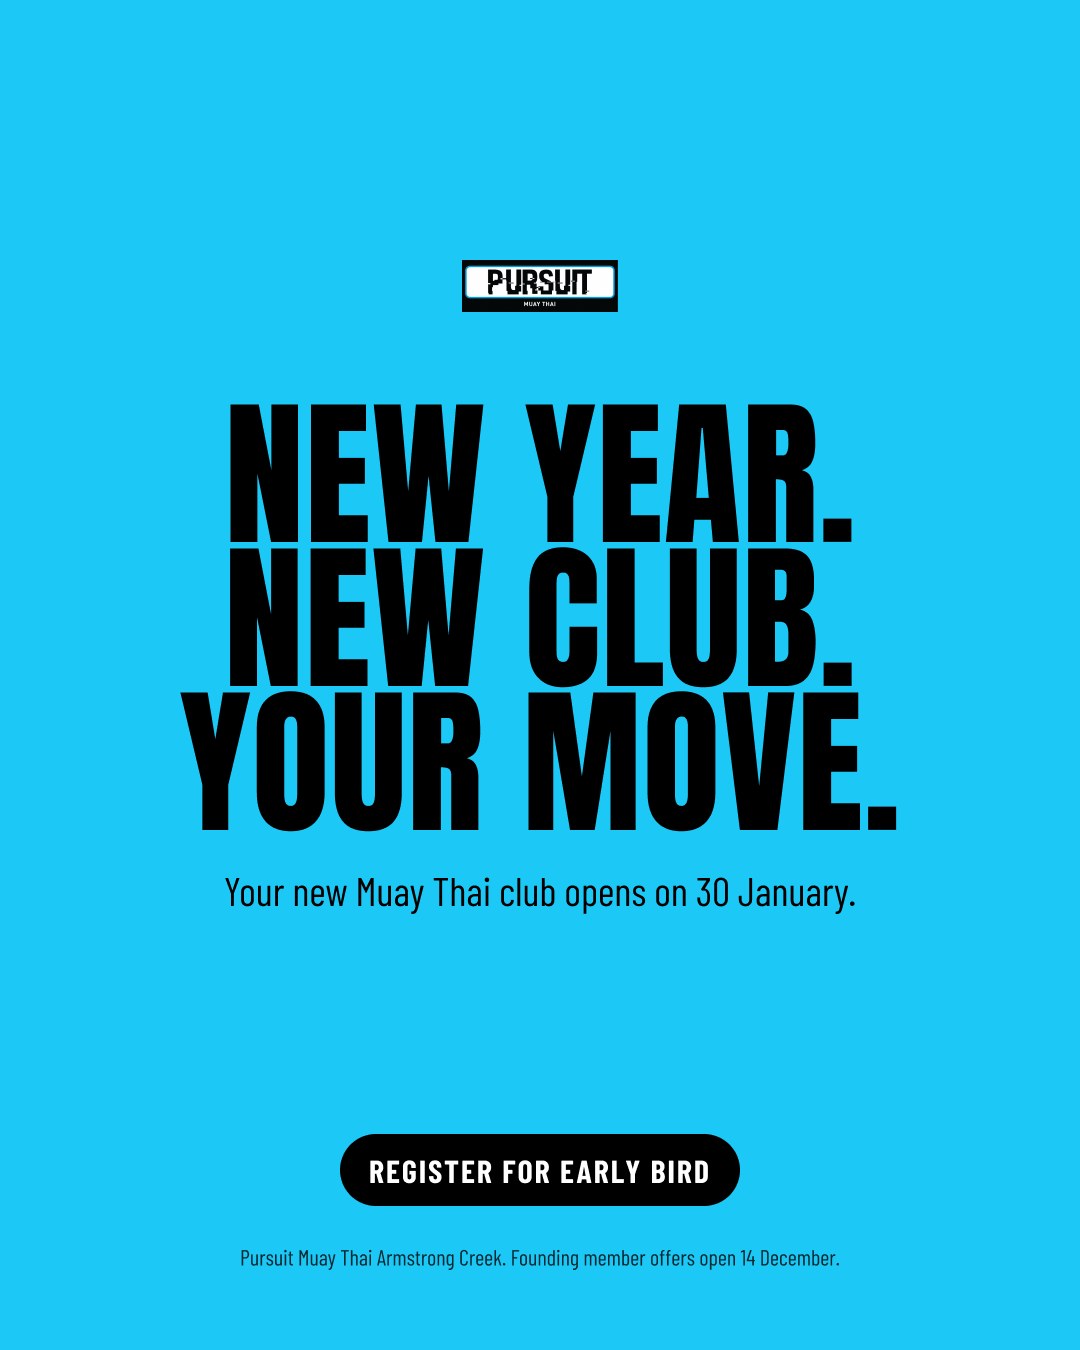 PURSUIT
MUAY THAI
NEW YEAR.
NEW CLUB.
YOUR MOVE.
Your new Muay Thai club opens on 30 January.
REGISTER FOR EARLY BIRD
Pursuit Muay Thai Armstrong Creek. Founding member offers open 14 December.